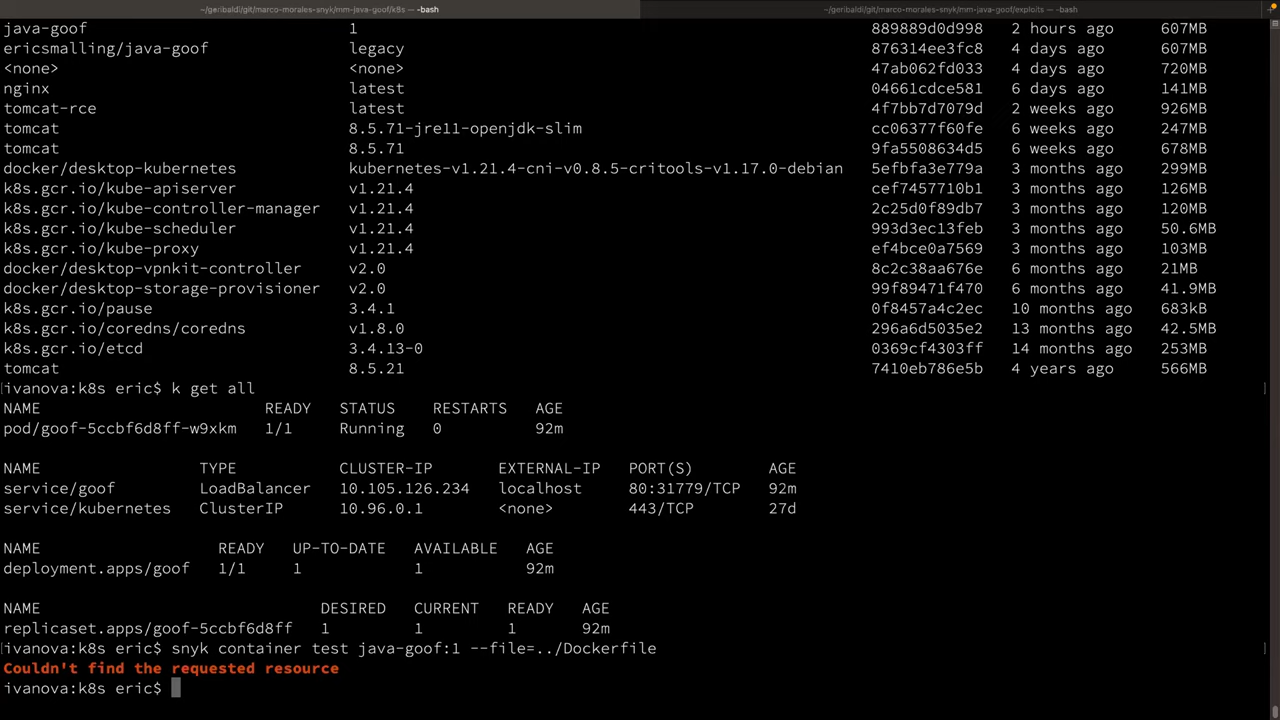 ~/geribaldi/git/marco-morales-snyk/mm-java-goof/k8s — -bash
~/geribaldi/git/marco-morales-snyk/mm-java-goof/exploits — -bash
java-goof 1 889889d0d998 2 hours ago 607MB
ericsmalling/java-goof legacy 876314ee3fc8 4 days ago 607MB
<none> <none> 47ab062fd033 4 days ago 720MB
nginx latest 04661cdce581 6 days ago 141MB
tomcat-rce latest 4f7bb7d7079d 2 weeks ago 926MB
tomcat 8.5.71-jre11-openjdk-slim cc06377f60fe 6 weeks ago 247MB
tomcat 8.5.71 9fa5508634d5 6 weeks ago 678MB
docker/desktop-kubernetes kubernetes-v1.21.4-cni-v0.8.5-critools-v1.17.0-debian 5efbfa3e779a 3 months ago 299MB
k8s.gcr.io/kube-apiserver v1.21.4 cef7457710b1 3 months ago 126MB
k8s.gcr.io/kube-controller-manager v1.21.4 2c25d0f89db7 3 months ago 120MB
k8s.gcr.io/kube-scheduler v1.21.4 993d3ec13feb 3 months ago 50.6MB
k8s.gcr.io/kube-proxy v1.21.4 ef4bce0a7569 3 months ago 103MB
docker/desktop-vpnkit-controller v2.0 8c2c38aa676e 6 months ago 21MB
docker/desktop-storage-provisioner v2.0 99f89471f470 6 months ago 41.9MB
k8s.gcr.io/pause 3.4.1 0f8457a4c2ec 10 months ago 683kB
k8s.gcr.io/coredns/coredns v1.8.0 296a6d5035e2 13 months ago 42.5MB
k8s.gcr.io/etcd 3.4.13-0 0369cf4303ff 14 months ago 253MB
tomcat 8.5.21 7410eb786e5b 4 years ago 566MB
ivanova:k8s eric$ k get all
NAME READY STATUS RESTARTS AGE
pod/goof-5ccbf6d8ff-w9xkm 1/1 Running 0 92m
NAME TYPE CLUSTER-IP EXTERNAL-IP PORT(S) AGE
service/goof LoadBalancer 10.105.126.234 localhost 80:31779/TCP 92m
service/kubernetes ClusterIP 10.96.0.1 <none> 443/TCP 27d
NAME READY UP-TO-DATE AVAILABLE AGE
deployment.apps/goof 1/1 1 1 92m
NAME DESIRED CURRENT READY AGE
replicaset.apps/goof-5ccbf6d8ff 1 1 1 92m
ivanova:k8s eric$ snyk container test java-goof:1 --file=../Dockerfile
Couldn't find the requested resource
ivanova:k8s eric$